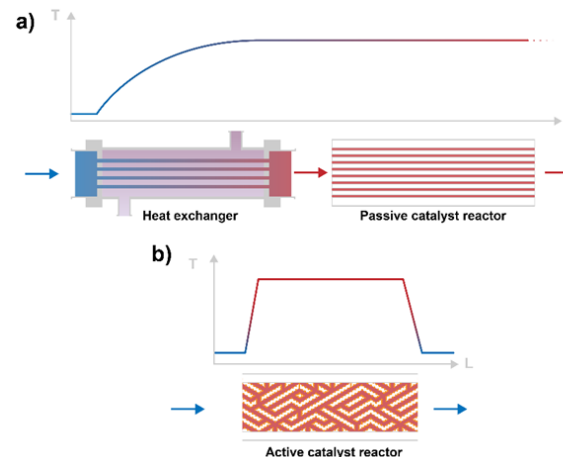 a)
T
Heat exchanger
Passive catalyst reactor
b)
T
L
Active catalyst reactor